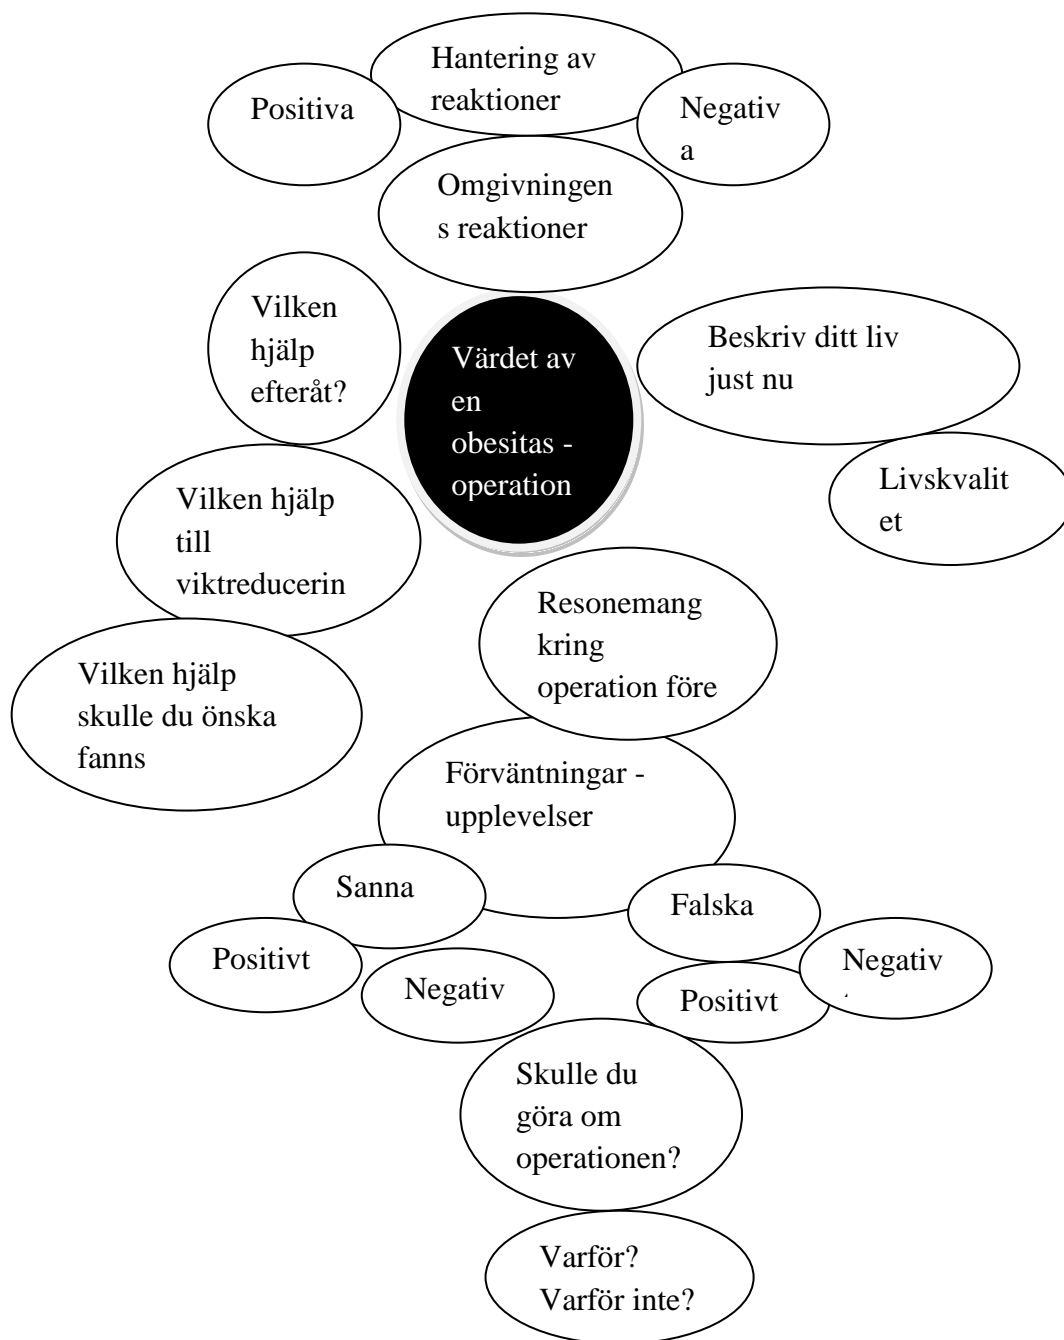 Hantering av
reaktioner
Positiva
Negativ
a
Omgivningen
s reaktioner
Vilken
hjälp
efteråt?
Värdet av
en
obesitas -
operation
Beskriv ditt liv
just nu
Livskvalit
et
Vilken hjälp
till
viktreducerin
Vilken hjälp
skulle du önska
fanns
Resonemang
kring
operation före
Förväntningar -
upplevelser
Sanna
Falska
Positivt
Negativ
Positivt
Negativ
Skulle du
göra om
operationen?
Varför?
Varför inte?